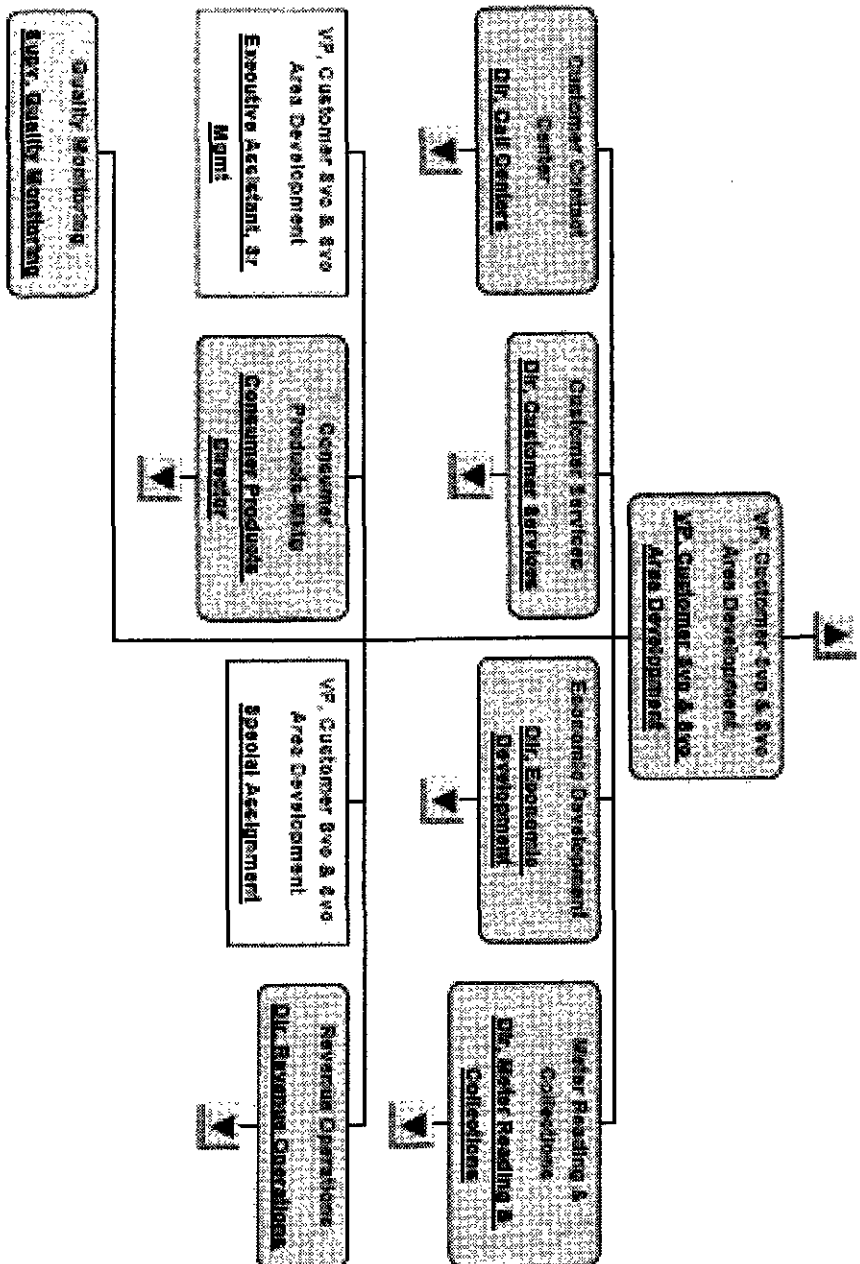 VP, Customer Svc & Svc
Area Development
VP, Customer Svc & Svc
Area Development
Customer Contact
Center
Dir, Call Centers
Customer Services
Dir, Customer Services
Economic Development
Dir, Economic
Development
Meter Reading &
Collections
Dir, Meter Reading &
Collections
VP, Customer Svc & Svc
Area Development
Executive Assistant, Sr
Mgmt
Consumer
Consumer Products
Director
VP, Customer Svc & Svc
Area Development
Special Assignment
Revenue Operations
Dir, Revenue Operations
Quality Monitoring
Supv, Quality Monitoring